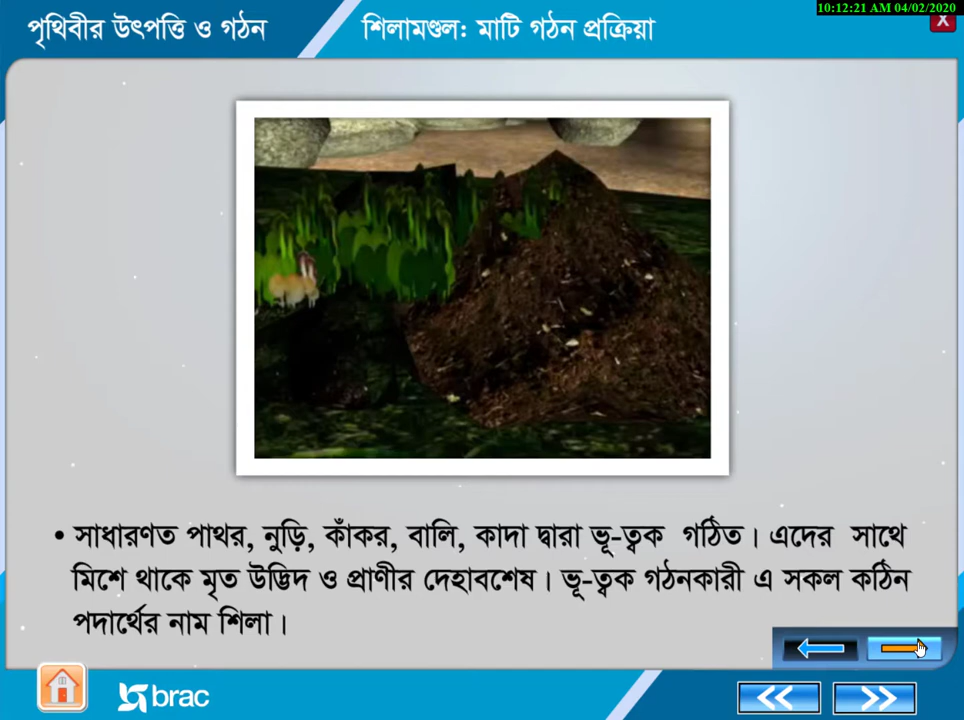 10:12:21 AM 04/02/2020
পৃথিবীর উৎপত্তি ও গঠন
শিলামণ্ডল: মাটি গঠন প্রক্রিয়া
X
• সাধারণত পাথর, নুড়ি, কাঁকর, বালি, কাদা দ্বারা ভূ-ত্বক গঠিত। এদের সাথে
মিশে থাকে মৃত উদ্ভিদ ও প্রাণীর দেহাবশেষ। ভূ-ত্বক গঠনকারী এ সকল কঠিন
পদার্থের নাম শিলা।
brac